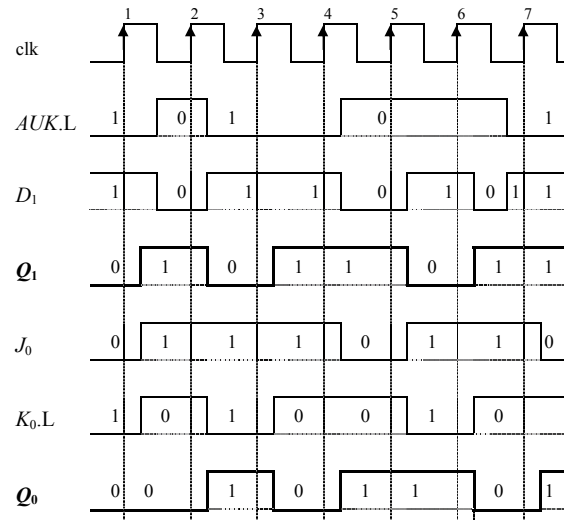 1 2 3 4 5 6 7
clk
AUK.L 1 0 1 0 1
D1 1 0 1 1 0 1 0 1 1
Q1 0 1 0 1 1 0 1 1
J0 0 1 1 1 0 1 1 0
K0.L 1 0 1 0 0 1 0
Q0 0 0 1 0 1 1 0 1